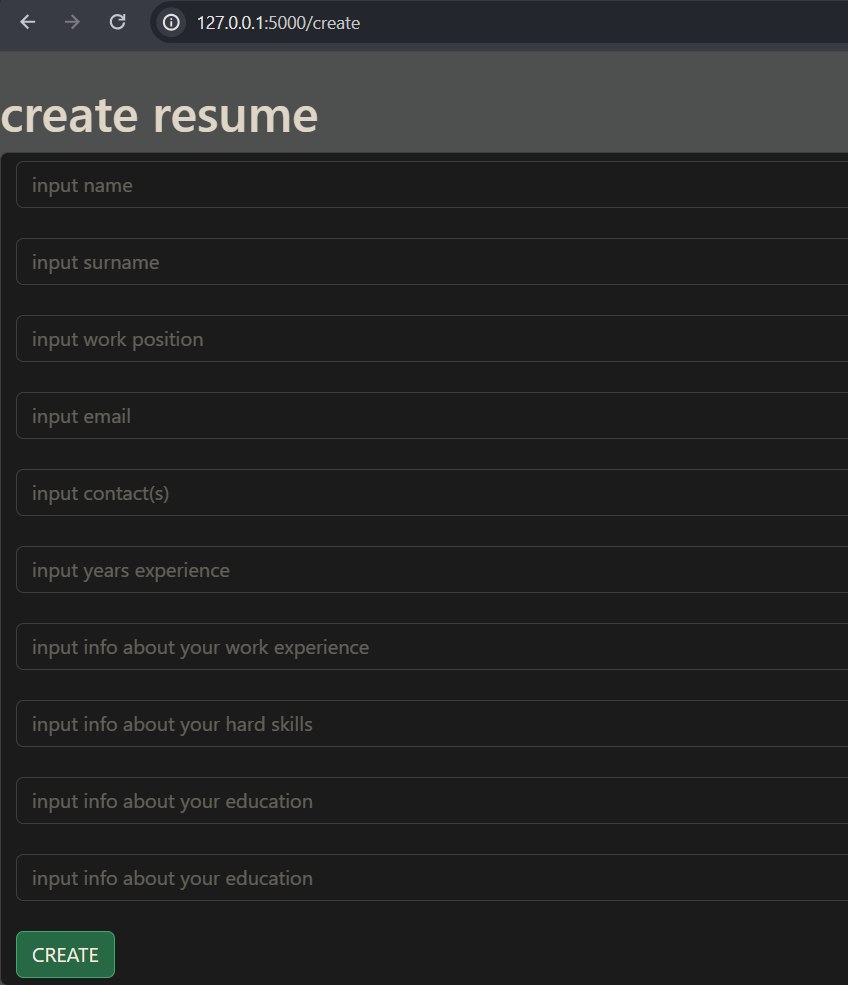 127.0.0.1:5000/create
create resume
input name
input surname
input work position
input email
input contact(s)
input years experience
input info about your work experience
input info about your hard skills
input info about your education
input info about your education
CREATE